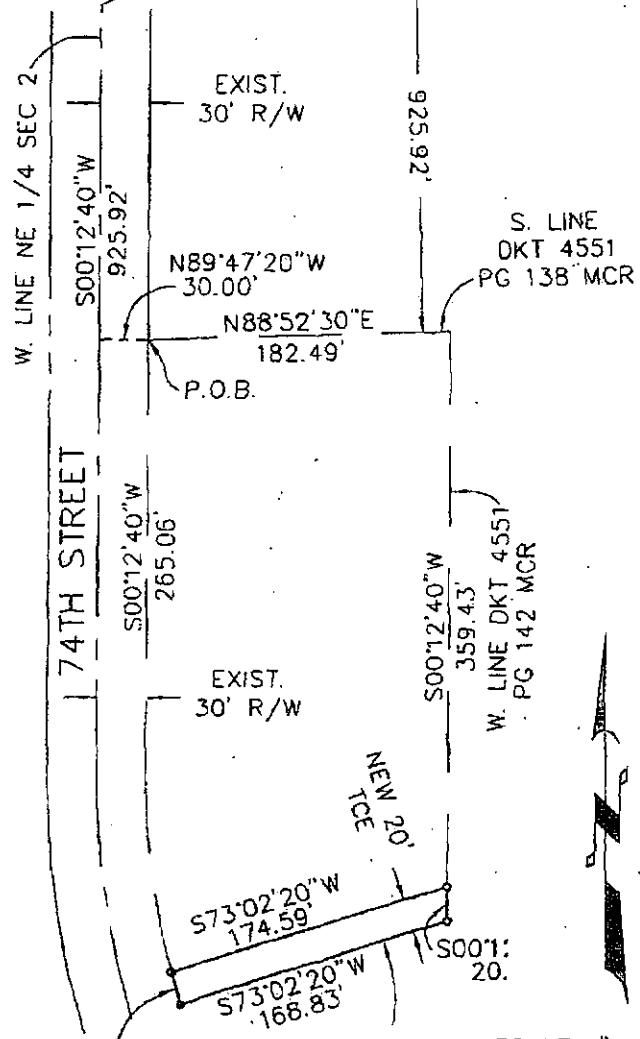 W. LINE NE 1/4 SEC 2
S00°12'40"W
925.92'
EXIST.
30' R/W
925.92'
S. LINE
DKT 4551
PG 138 MCR
N89°47'20"W
30.00'
N88°52'30"E
182.49'
P.O.B.
74TH STREET
S00°12'40"W
265.06'
S00°12'40"W
359.43'
W. LINE DKT 4551
PG 142 MCR
EXIST.
30' R/W
NEW 20'
TCE
S73°02'20"W
174.59'
S73°02'20"W
168.83'
20.